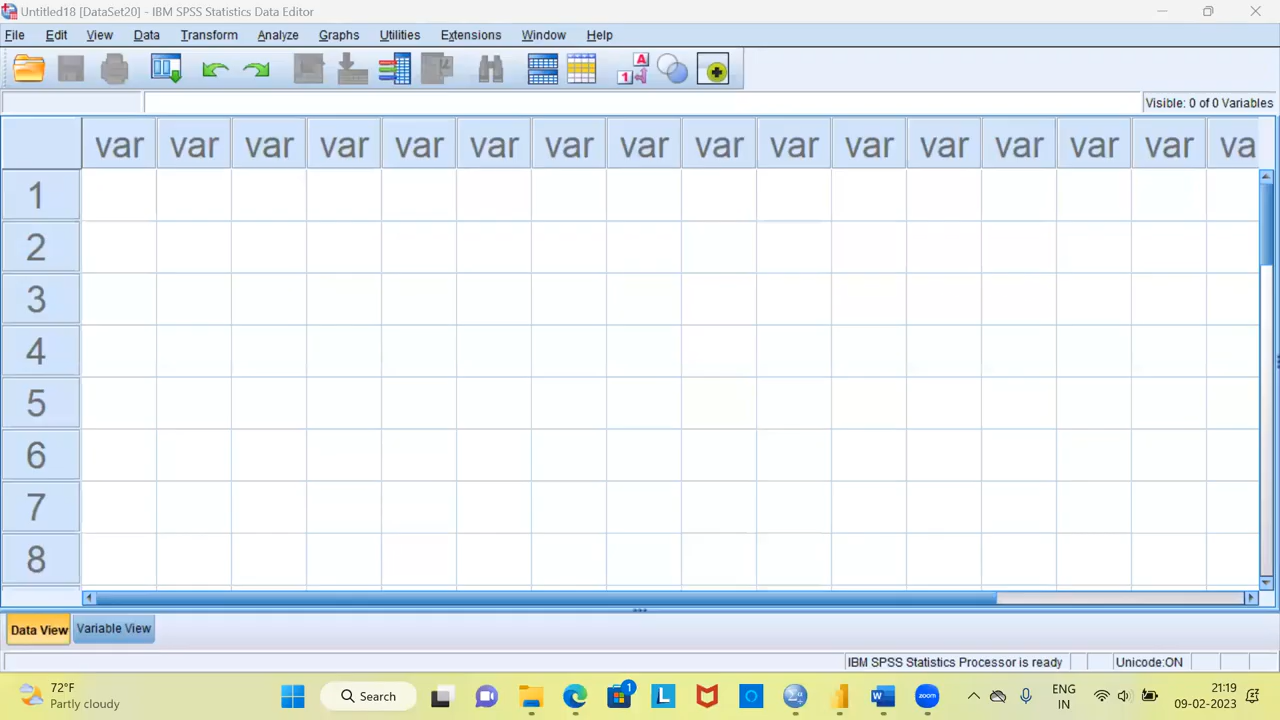 Untitled18 [DataSet20] - IBM SPSS Statistics Data Editor
File Edit View Data Transform Analyze Graphs Utilities Extensions Window Help
A
1
Visible: 0 of 0 Variables
var var var var var var var var var var var var var var var va
1
2
3
4
5
6
7
8
Data View Variable View
IBM SPSS Statistics Processor is ready Unicode:ON
72°F
Partly cloudy
Search
1
L
W
zoom
ENG
IN
21:19
09-02-2023